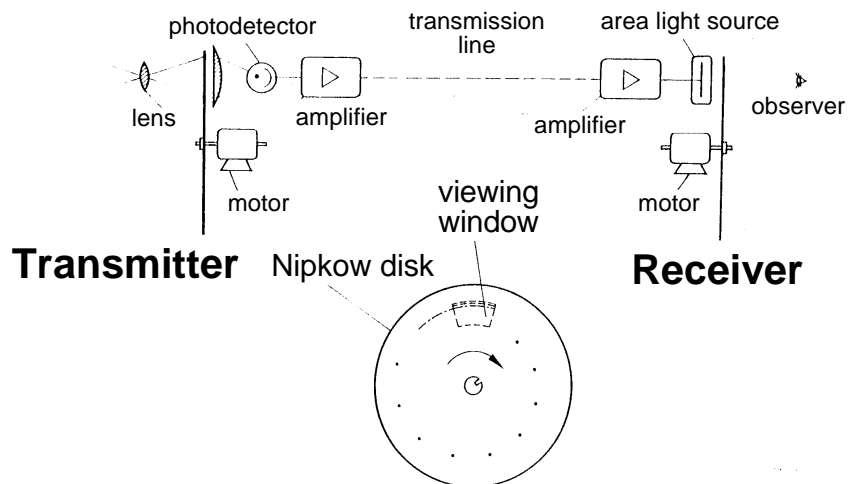 photodetector
transmission
line
area light source
lens
amplifier
amplifier
observer
motor
motor
viewing
window
Transmitter
Nipkow disk
Receiver